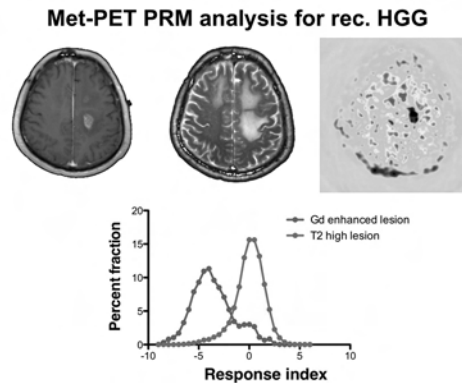 Met-PET PRM analysis for rec. HGG
Gd enhanced lesion
T2 high lesion
Percent fraction
20
15
10
5
0
-10
-5
0
5
10
Response index